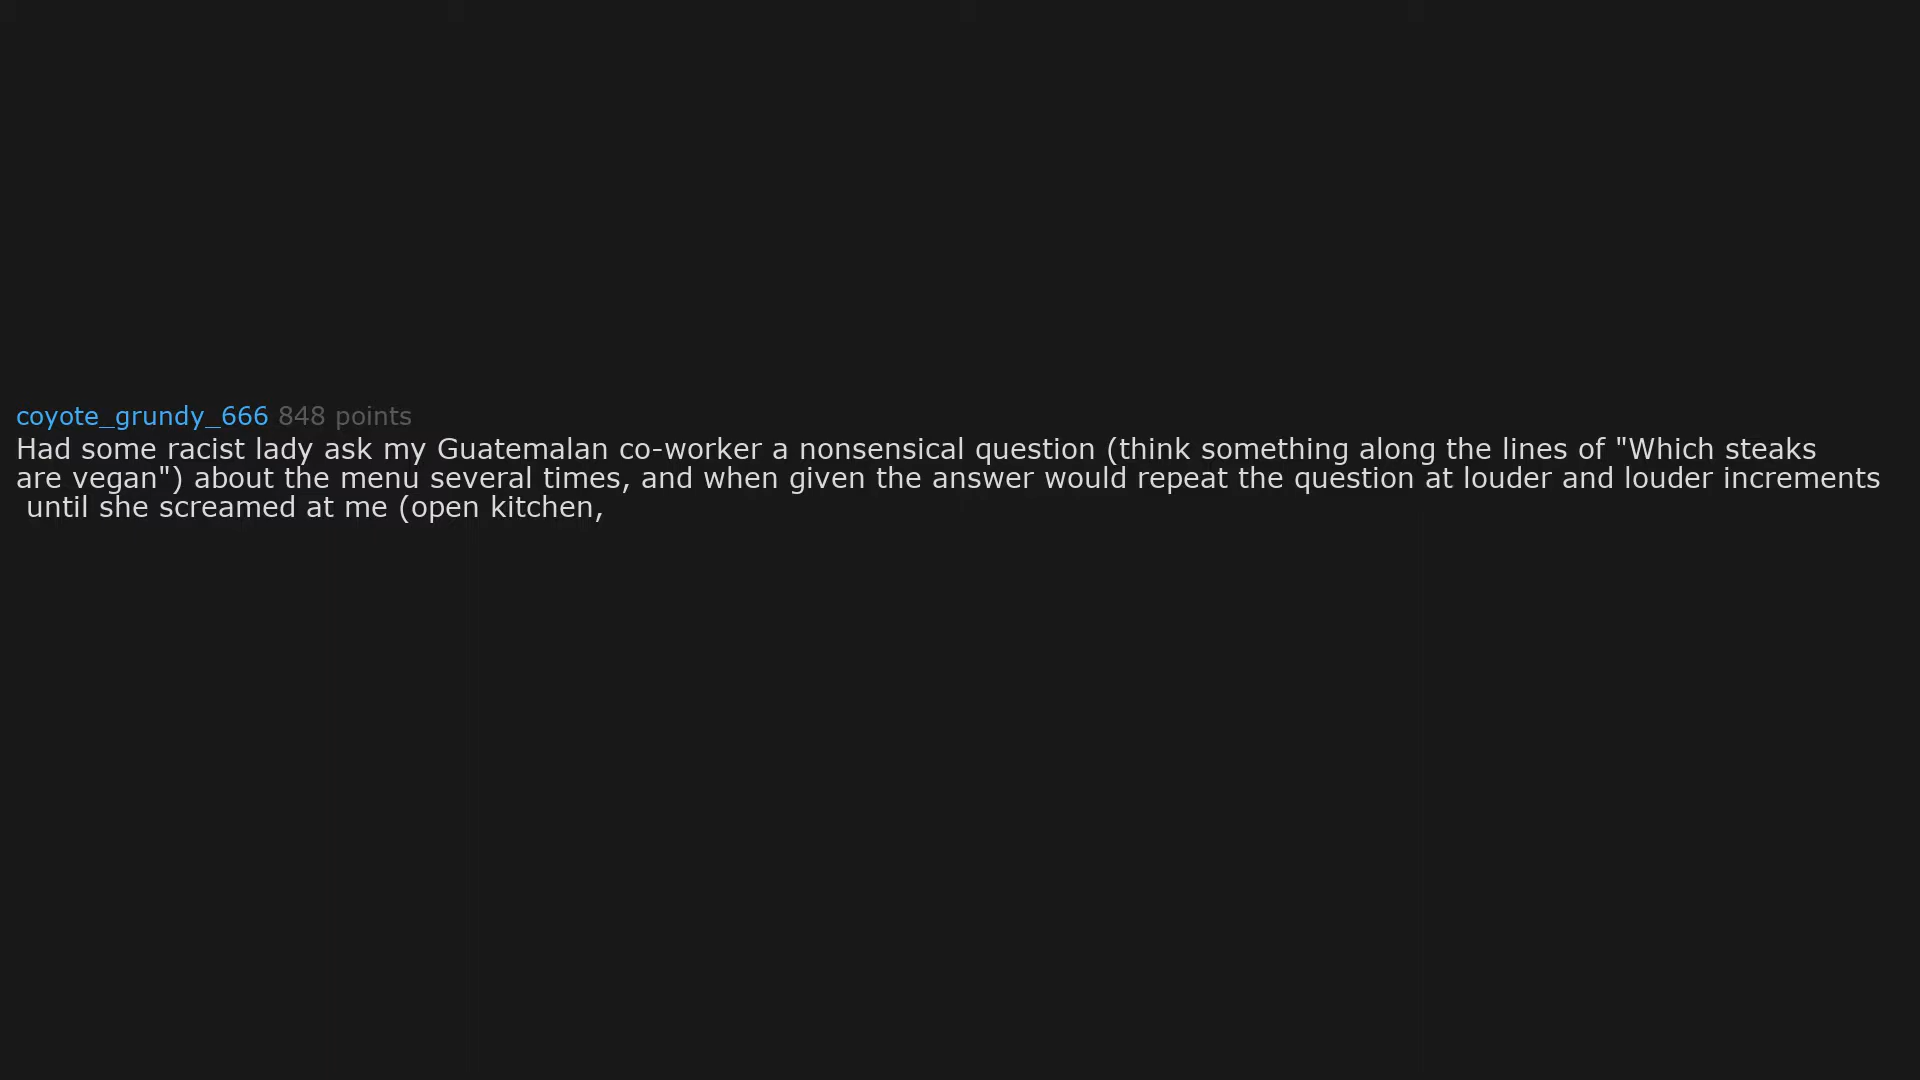 coyote_grundy_666 848 points
Had some racist lady ask my Guatemalan co-worker a nonsensical question (think something along the lines of "Which steaks
are vegan") about the menu several times, and when given the answer would repeat the question at louder and louder increments
until she screamed at me (open kitchen,